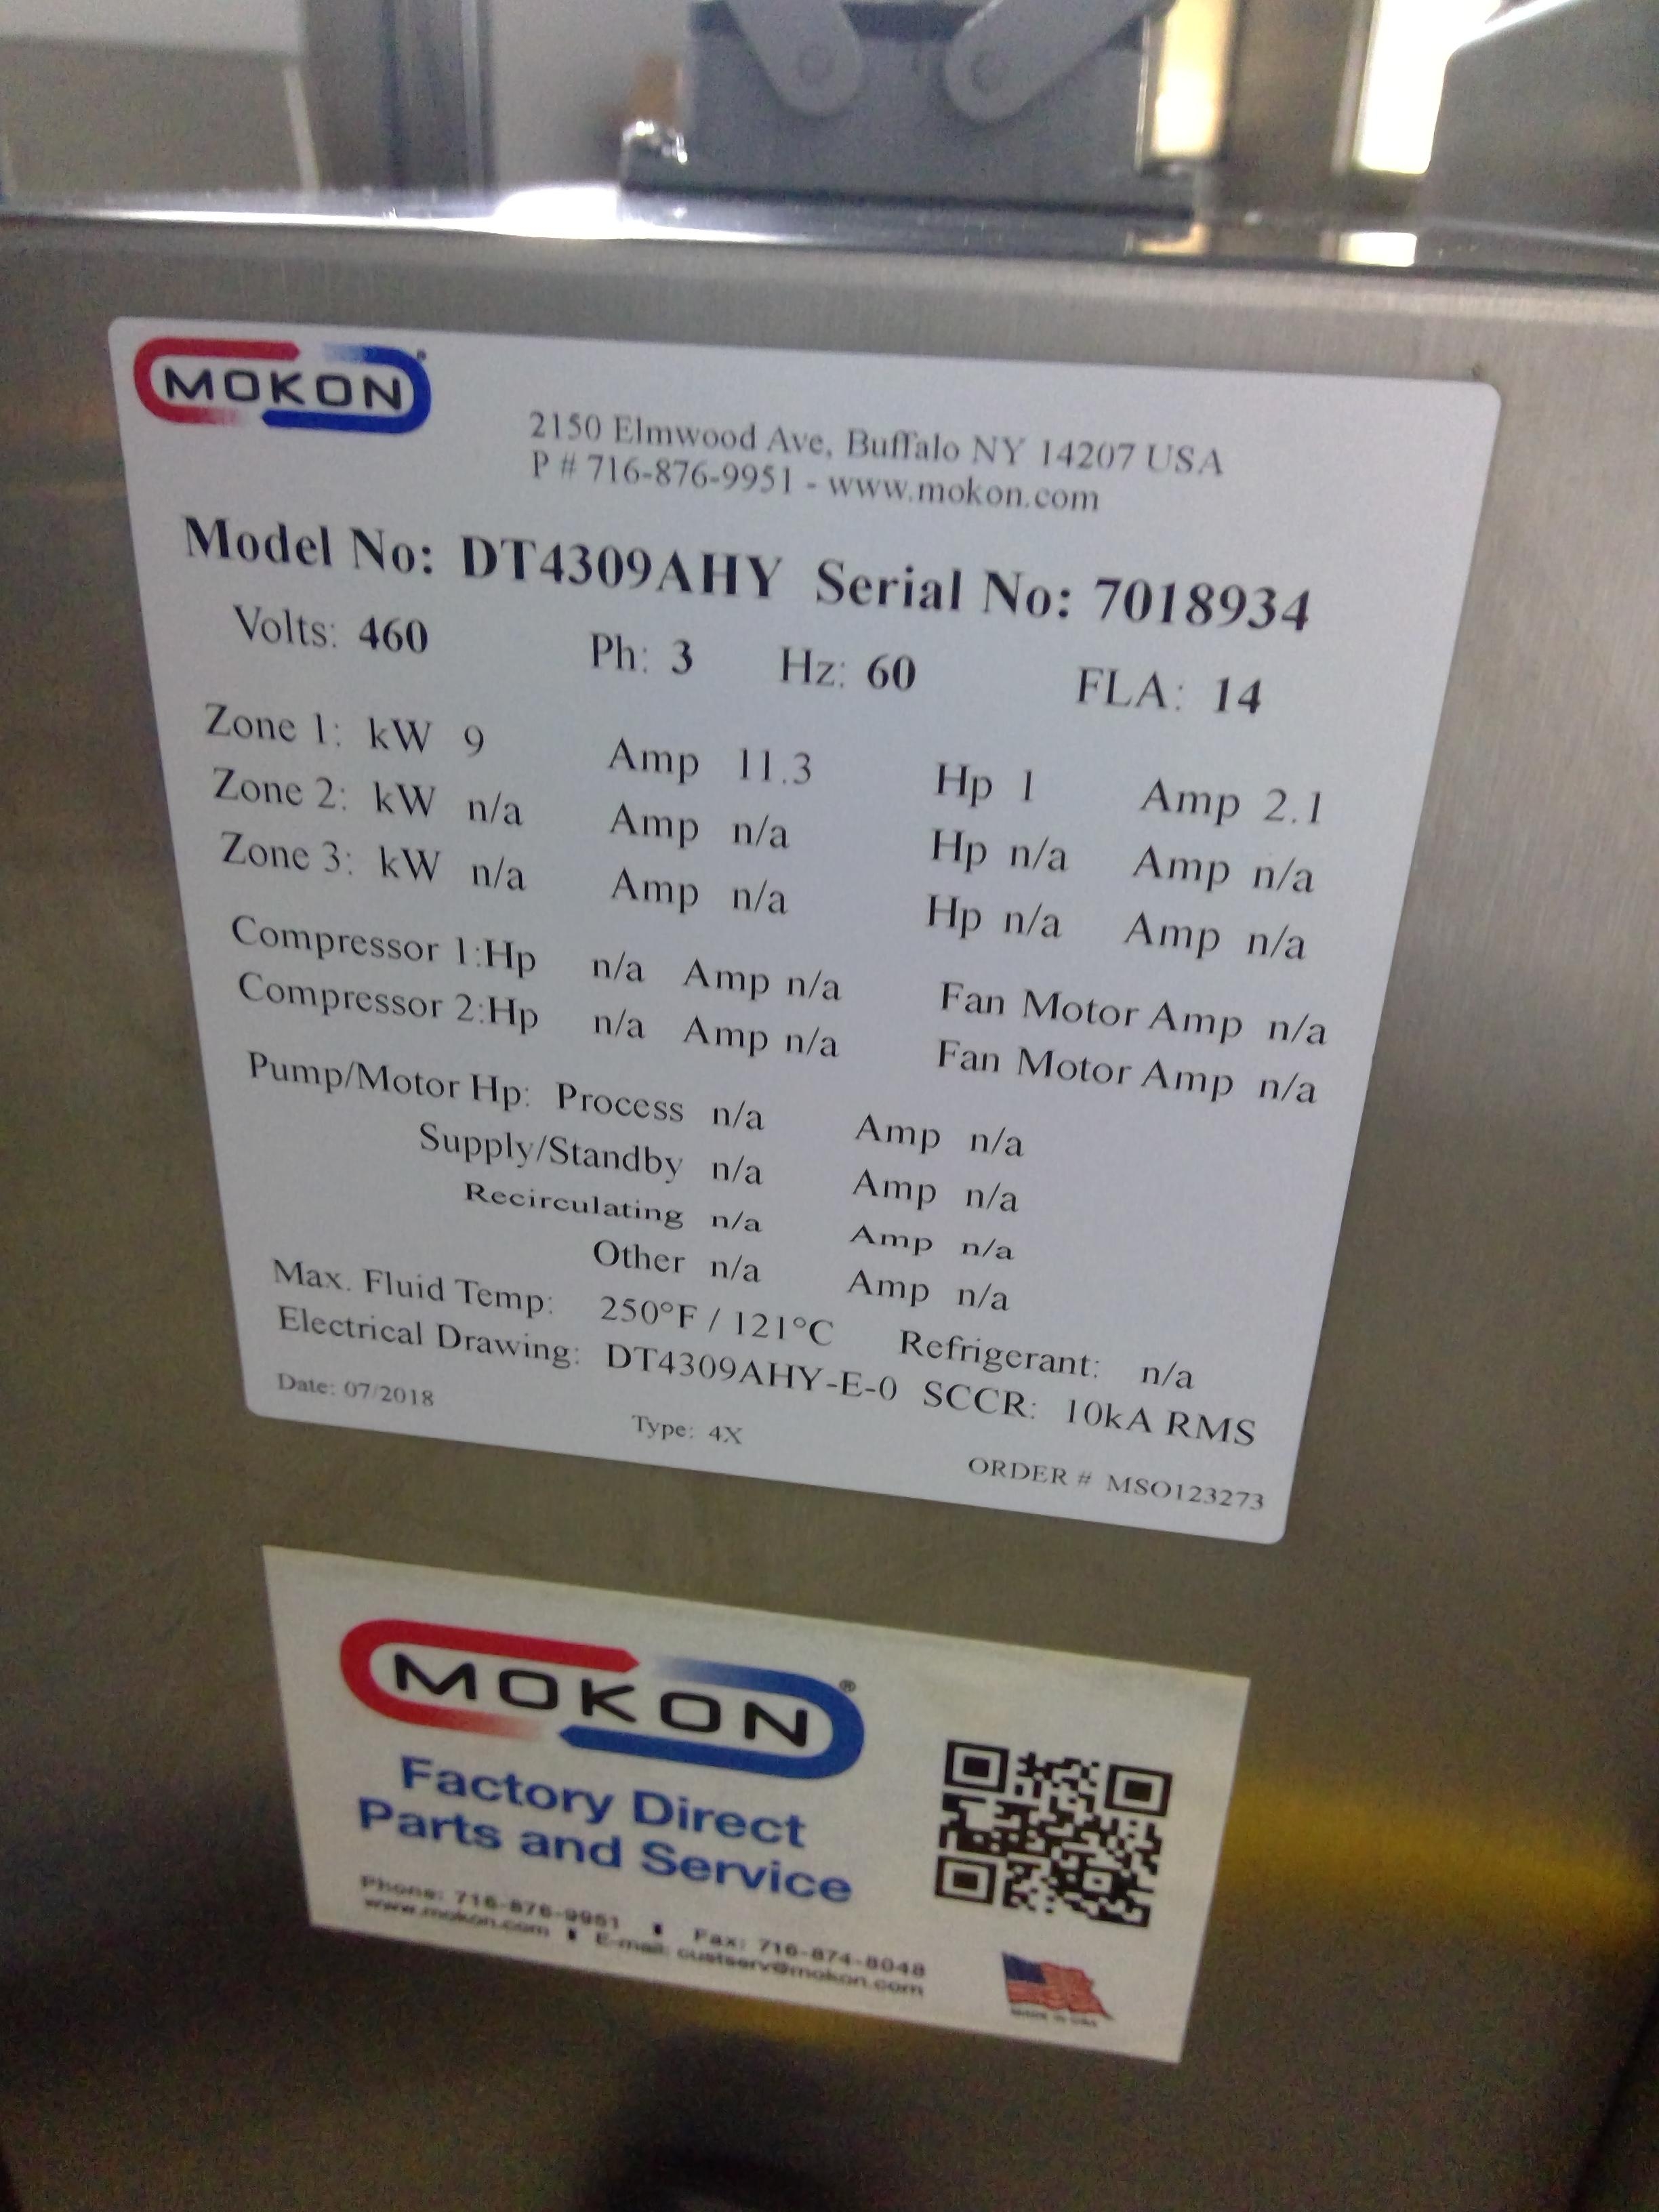 MOKON®
2150 Elmwood Ave, Buffalo NY 14207 USA
P # 716-876-9951 - www.mokon.com
Model No: DT4309AHY Serial No: 7018934
Volts: 460 Ph: 3 Hz: 60 FLA: 14
Zone 1: kW 9 Amp 11.3 Hp 1 Amp 2.1
Zone 2: kW n/a Amp n/a Hp n/a Amp n/a
Zone 3: kW n/a Amp n/a Hp n/a Amp n/a
Compressor 1:Hp n/a Amp n/a Fan Motor Amp n/a
Compressor 2:Hp n/a Amp n/a Fan Motor Amp n/a
Pump/Motor Hp: Process n/a Amp n/a
Supply/Standby n/a Amp n/a
Recirculating n/a Amp n/a
Other n/a Amp n/a
Max. Fluid Temp: 250°F / 121°C Refrigerant: n/a
Electrical Drawing: DT4309AHY-E-0 SCCR: 10kA RMS
Date: 07/2018 Type: 4X ORDER # MSO123273
MOKON®
Factory Direct
Parts and Service
Phone: 716-876-9951 Fax: 716-874-8048
www.mokon.com E-mail: custserv@mokon.com
MADE IN USA